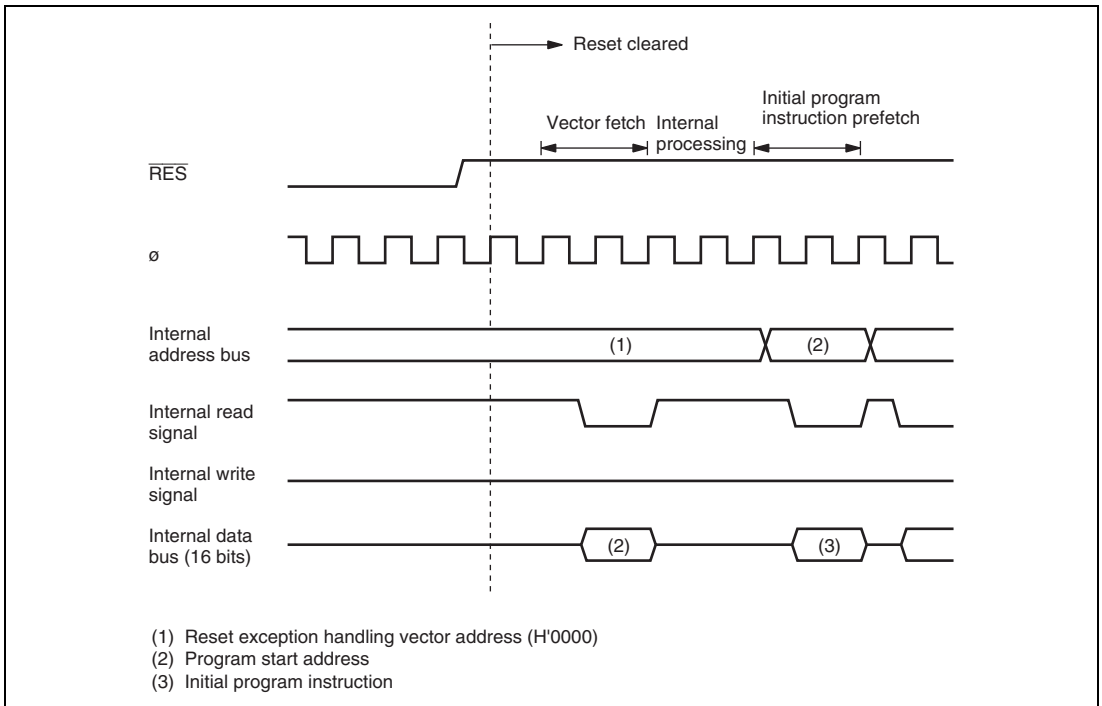 Reset cleared
Initial program
Vector fetch Internal instruction prefetch
processing
RES
ø
Internal
address bus
(1) (2)
Internal read
signal
Internal write
signal
Internal data
bus (16 bits)
(2) (3)
(1) Reset exception handling vector address (H'0000)
(2) Program start address
(3) Initial program instruction